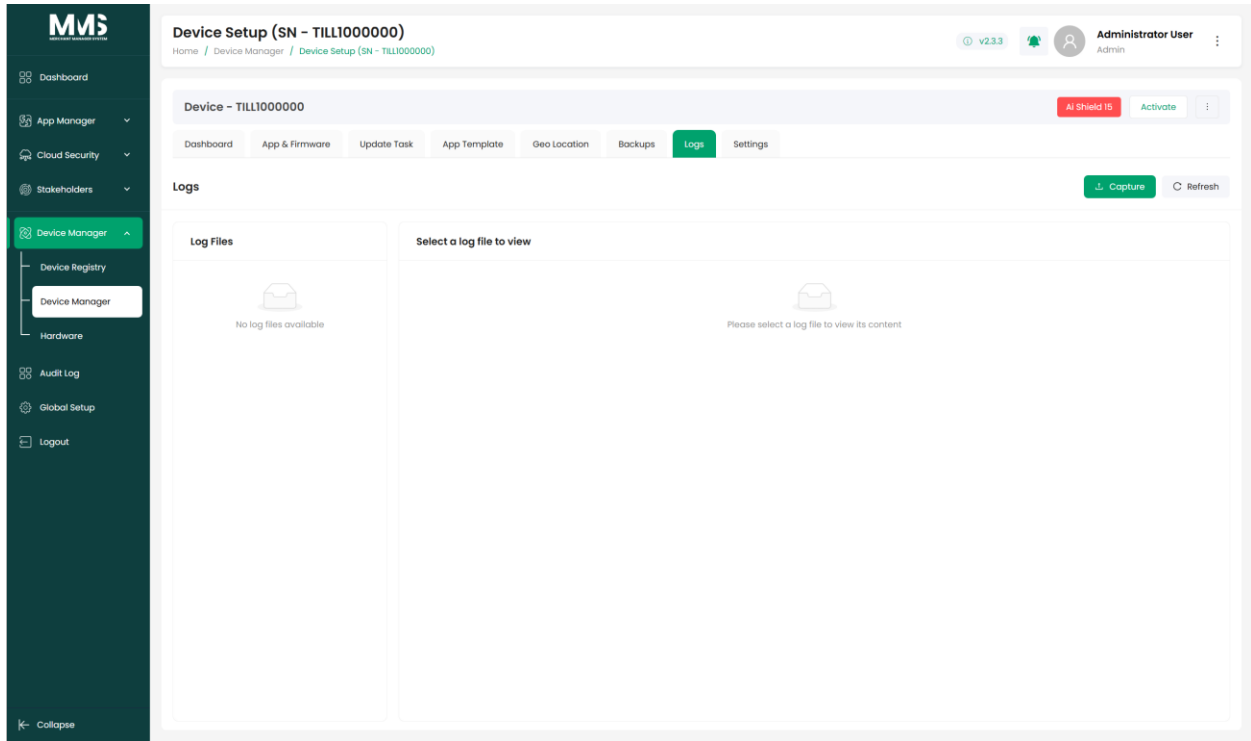 MMS
MERCHANT MANAGER SYSTEM
Dashboard
App Manager
Cloud Security
Stakeholders
Device Manager
Device Registry
Device Manager
Hardware
Audit Log
Global Setup
Logout
Collapse
Device Setup (SN - TILL1000000)
Home / Device Manager / Device Setup (SN - TILL1000000)
v2.3.3
Administrator User
Admin
Device - TILL1000000
Ai Shield 15 Activate
Dashboard App & Firmware Update Task App Template Geo Location Backups Logs Settings
Logs
Capture Refresh
Log Files
No log files available
Select a log file to view
Please select a log file to view its content